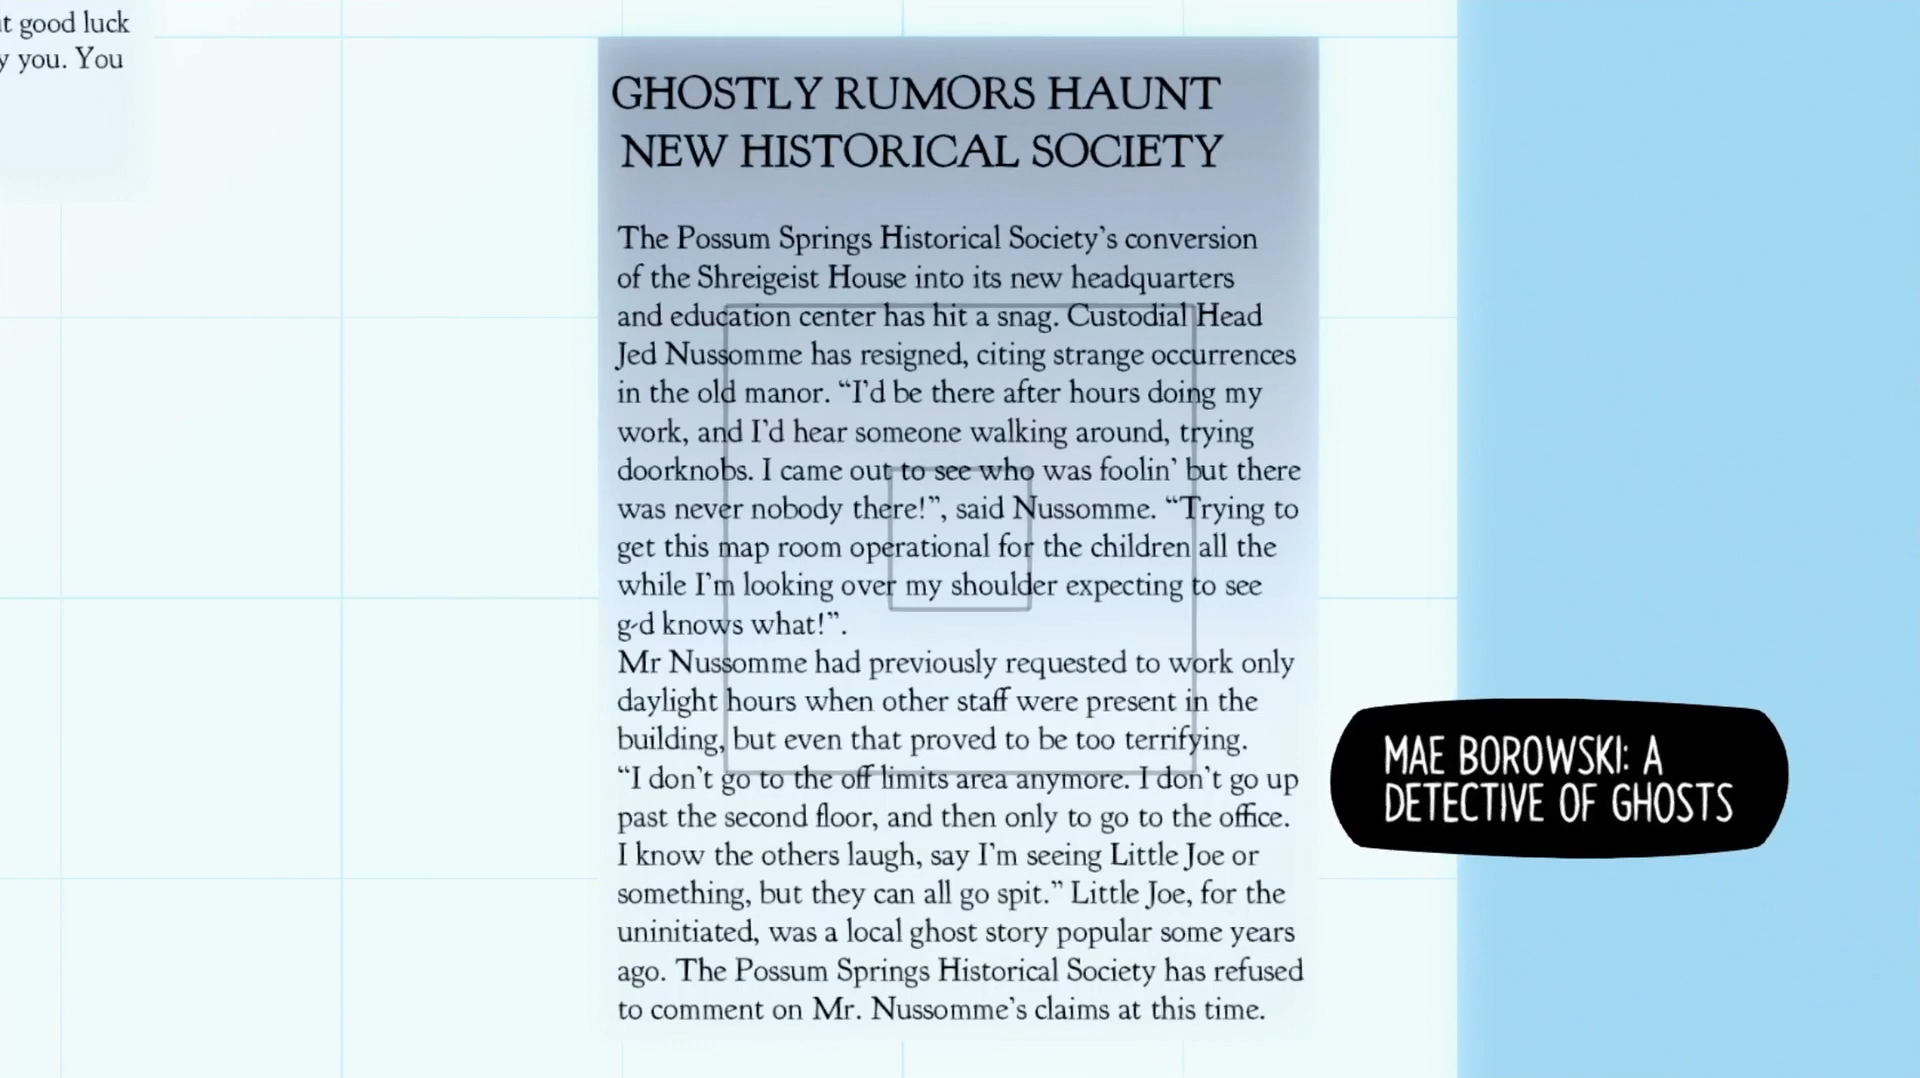 t good luck
y you. You
GHOSTLY RUMORS HAUNT
NEW HISTORICAL SOCIETY
The Possum Springs Historical Society's conversion
of the Shreigeist House into its new headquarters
and education center has hit a snag. Custodial Head
Jed Nussomme has resigned, citing strange occurrences
in the old manor. “I'd be there after hours doing my
work, and I'd hear someone walking around, trying
doorknobs. I came out to see who was foolin' but there
was never nobody there!”, said Nussomme. “Trying to
get this map room operational for the children all the
while I'm looking over my shoulder expecting to see
g-d knows what!”.
Mr Nussomme had previously requested to work only
daylight hours when other staff were present in the
building, but even that proved to be too terrifying.
“I don't go to the off limits area anymore. I don't go up
past the second floor, and then only to go to the office.
I know the others laugh, say I'm seeing Little Joe or
something, but they can all go spit.” Little Joe, for the
uninitiated, was a local ghost story popular some years
ago. The Possum Springs Historical Society has refused
to comment on Mr. Nussomme's claims at this time.
MAE BOROWSKI: A
DETECTIVE OF GHOSTS